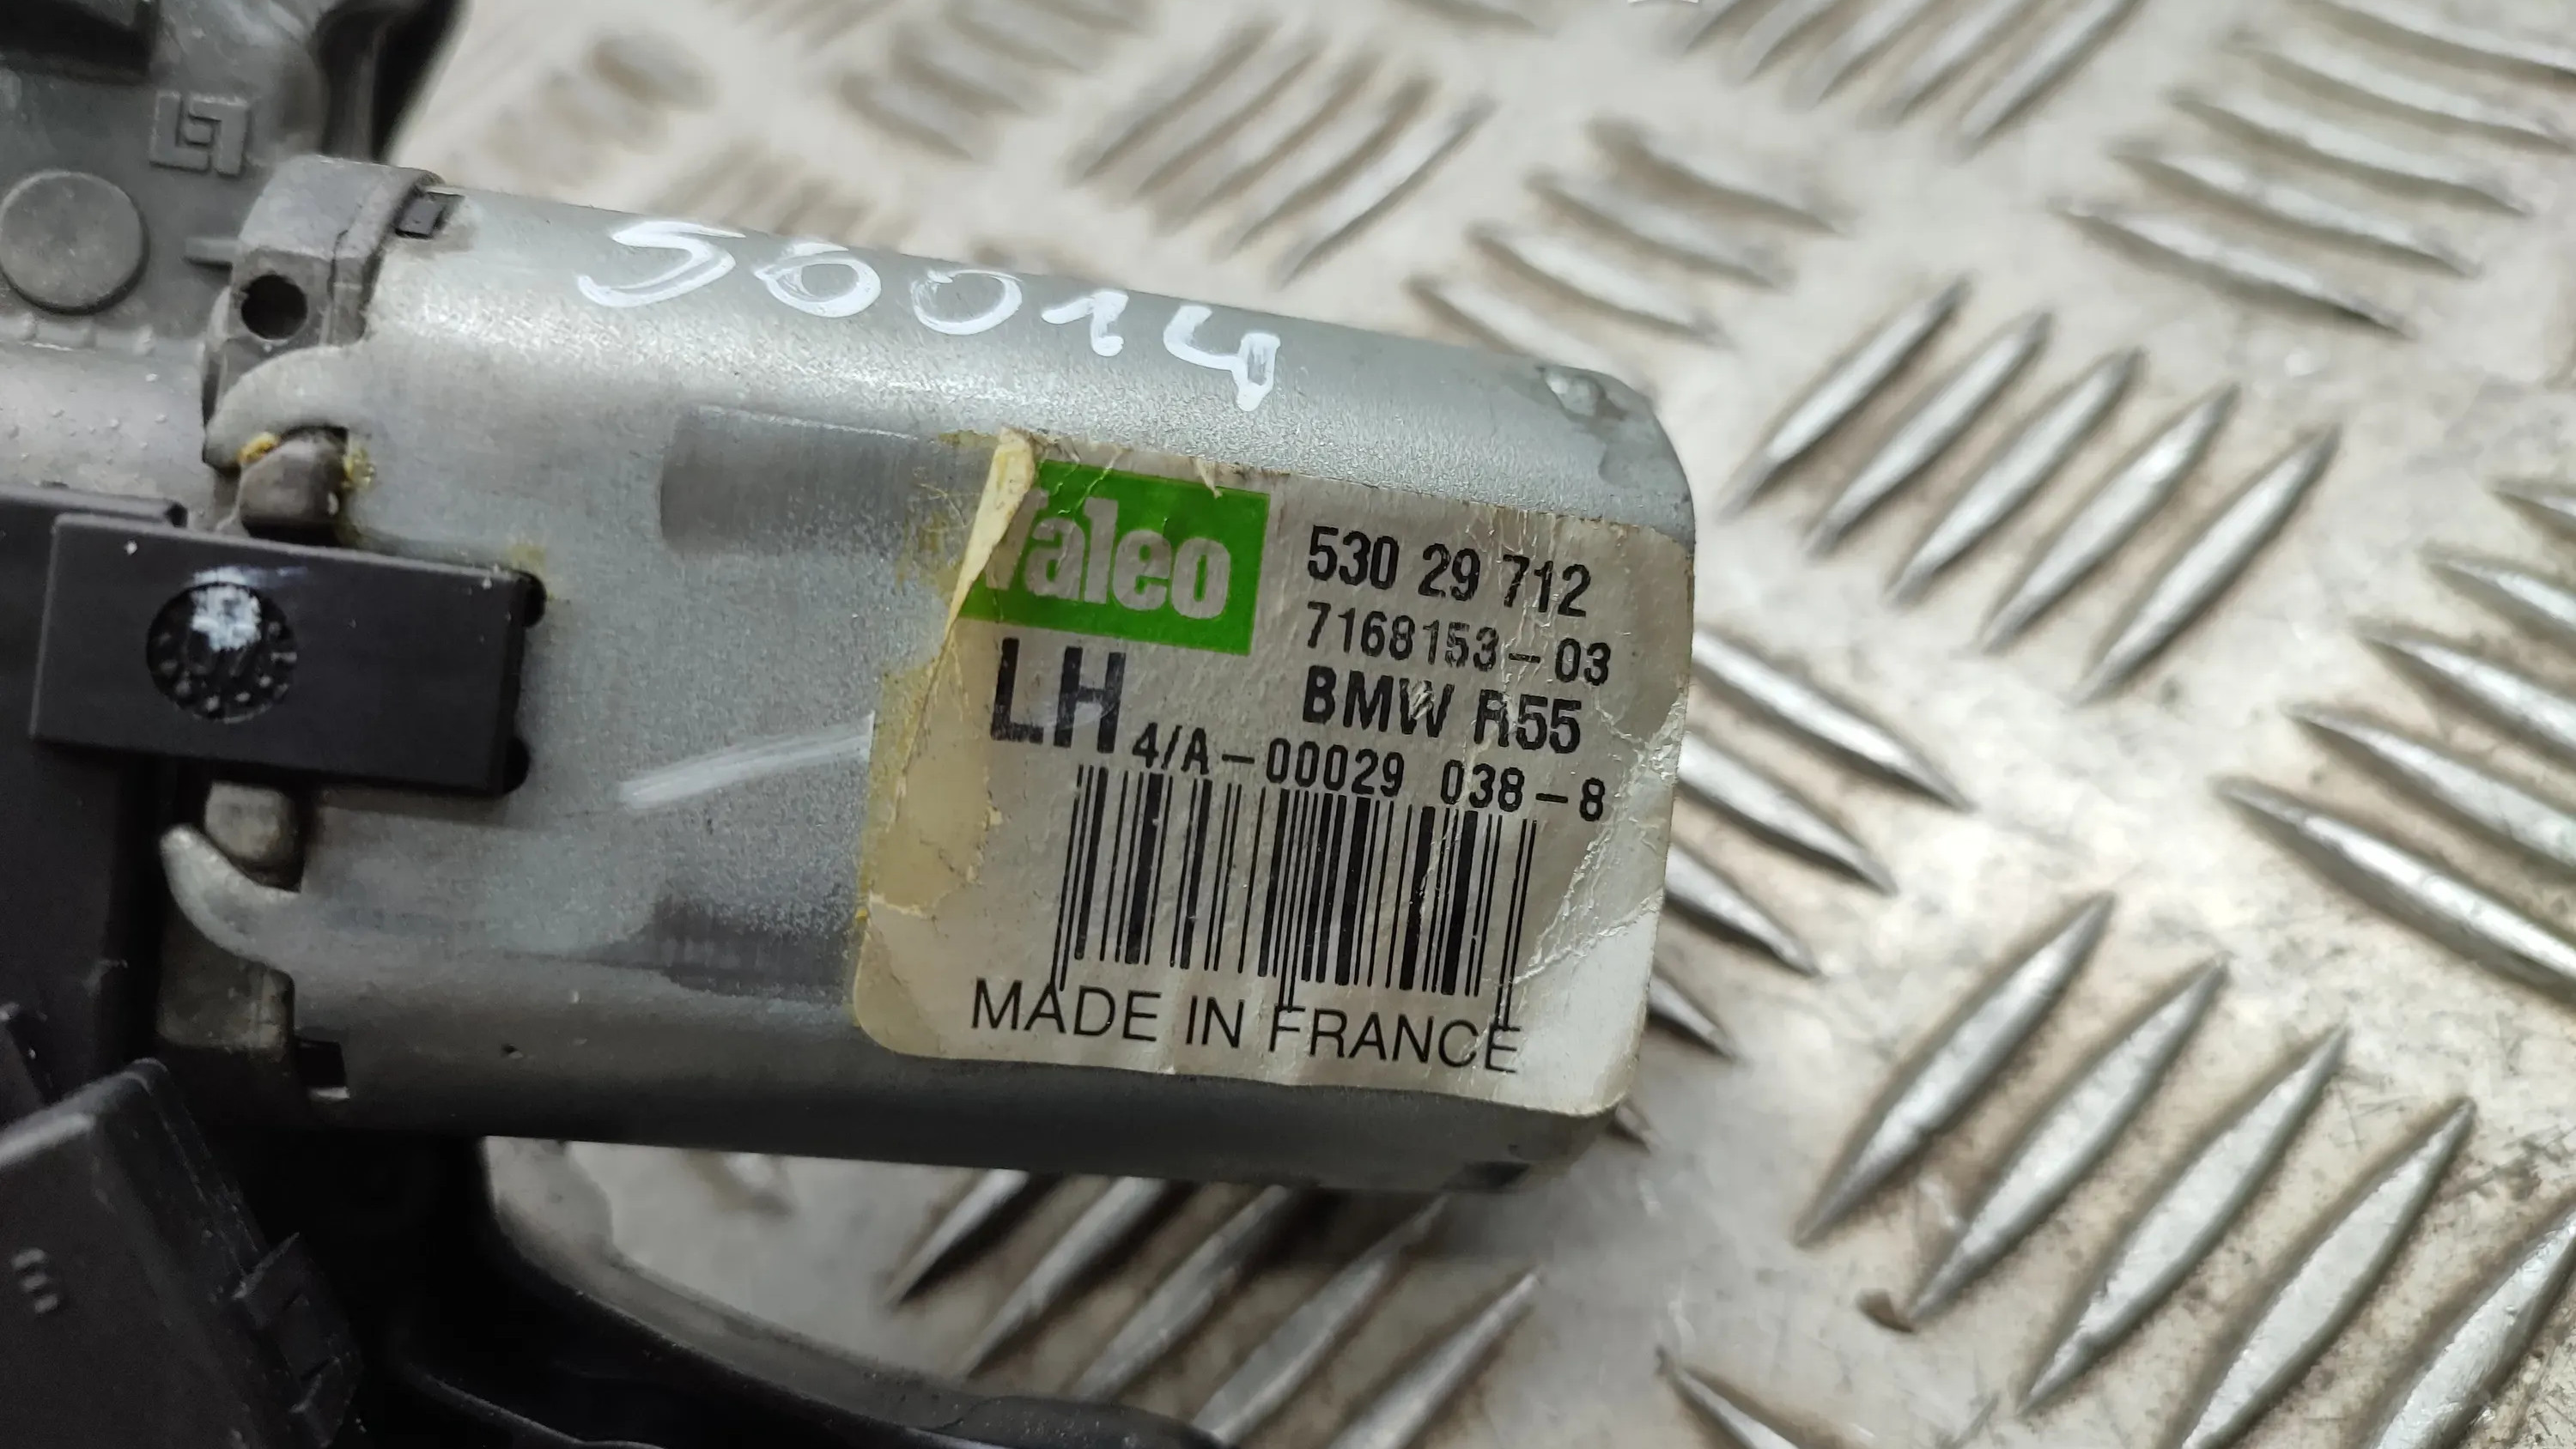 50014
Valeo
530 29 712
7168153-03
BMW R55
LH 4/A-00029 038-8
MADE IN FRANCE